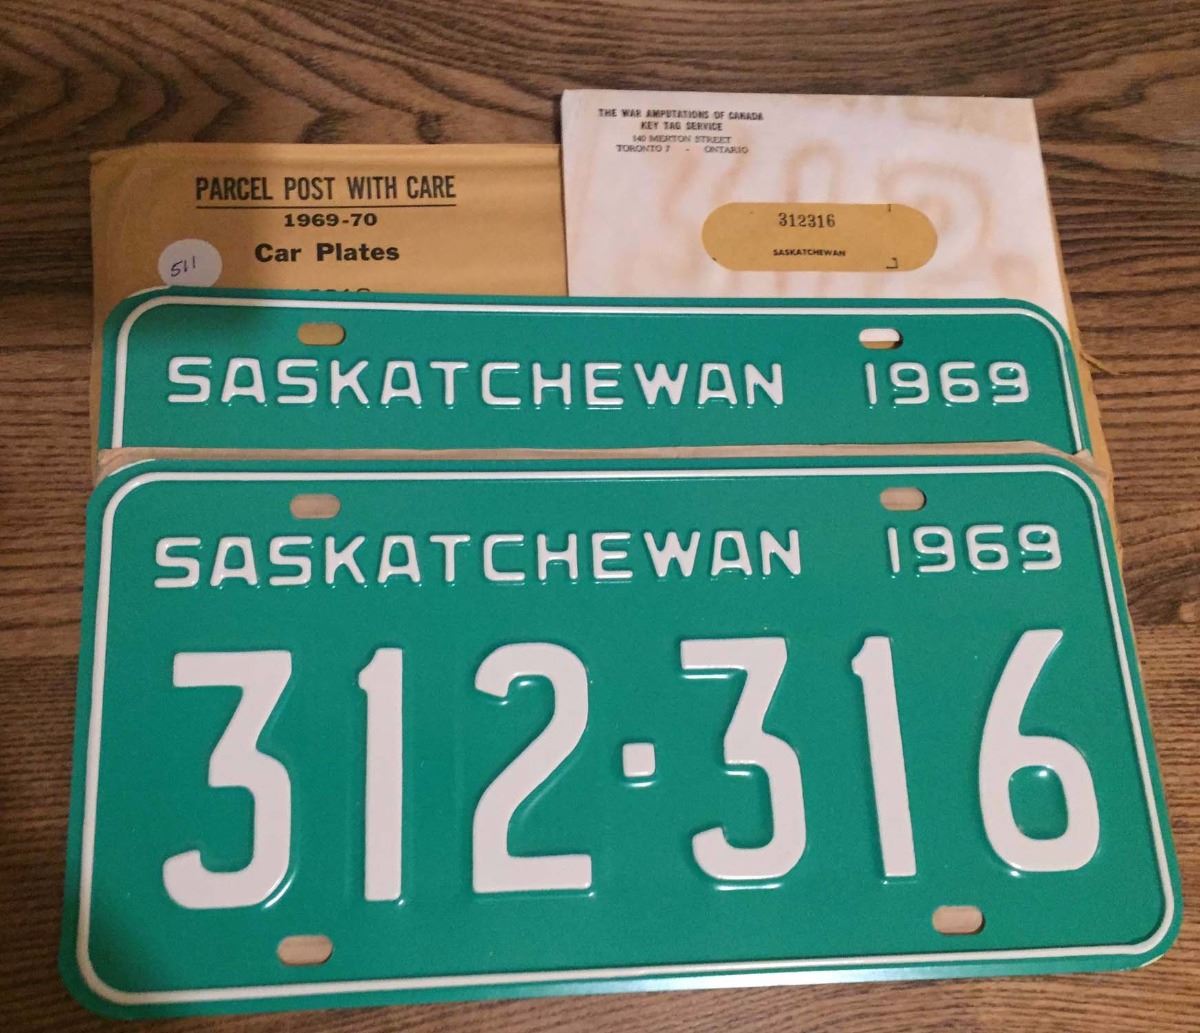 THE WAR AMPUTATIONS OF CANADA
KEY TAG SERVICE
140 MERTON STREET
TORONTO 7 - ONTARIO
312316
SASKATCHEWAN
PARCEL POST WITH CARE
1969-70
Car Plates
511
SASKATCHEWAN 1969
SASKATCHEWAN 1969
312·316